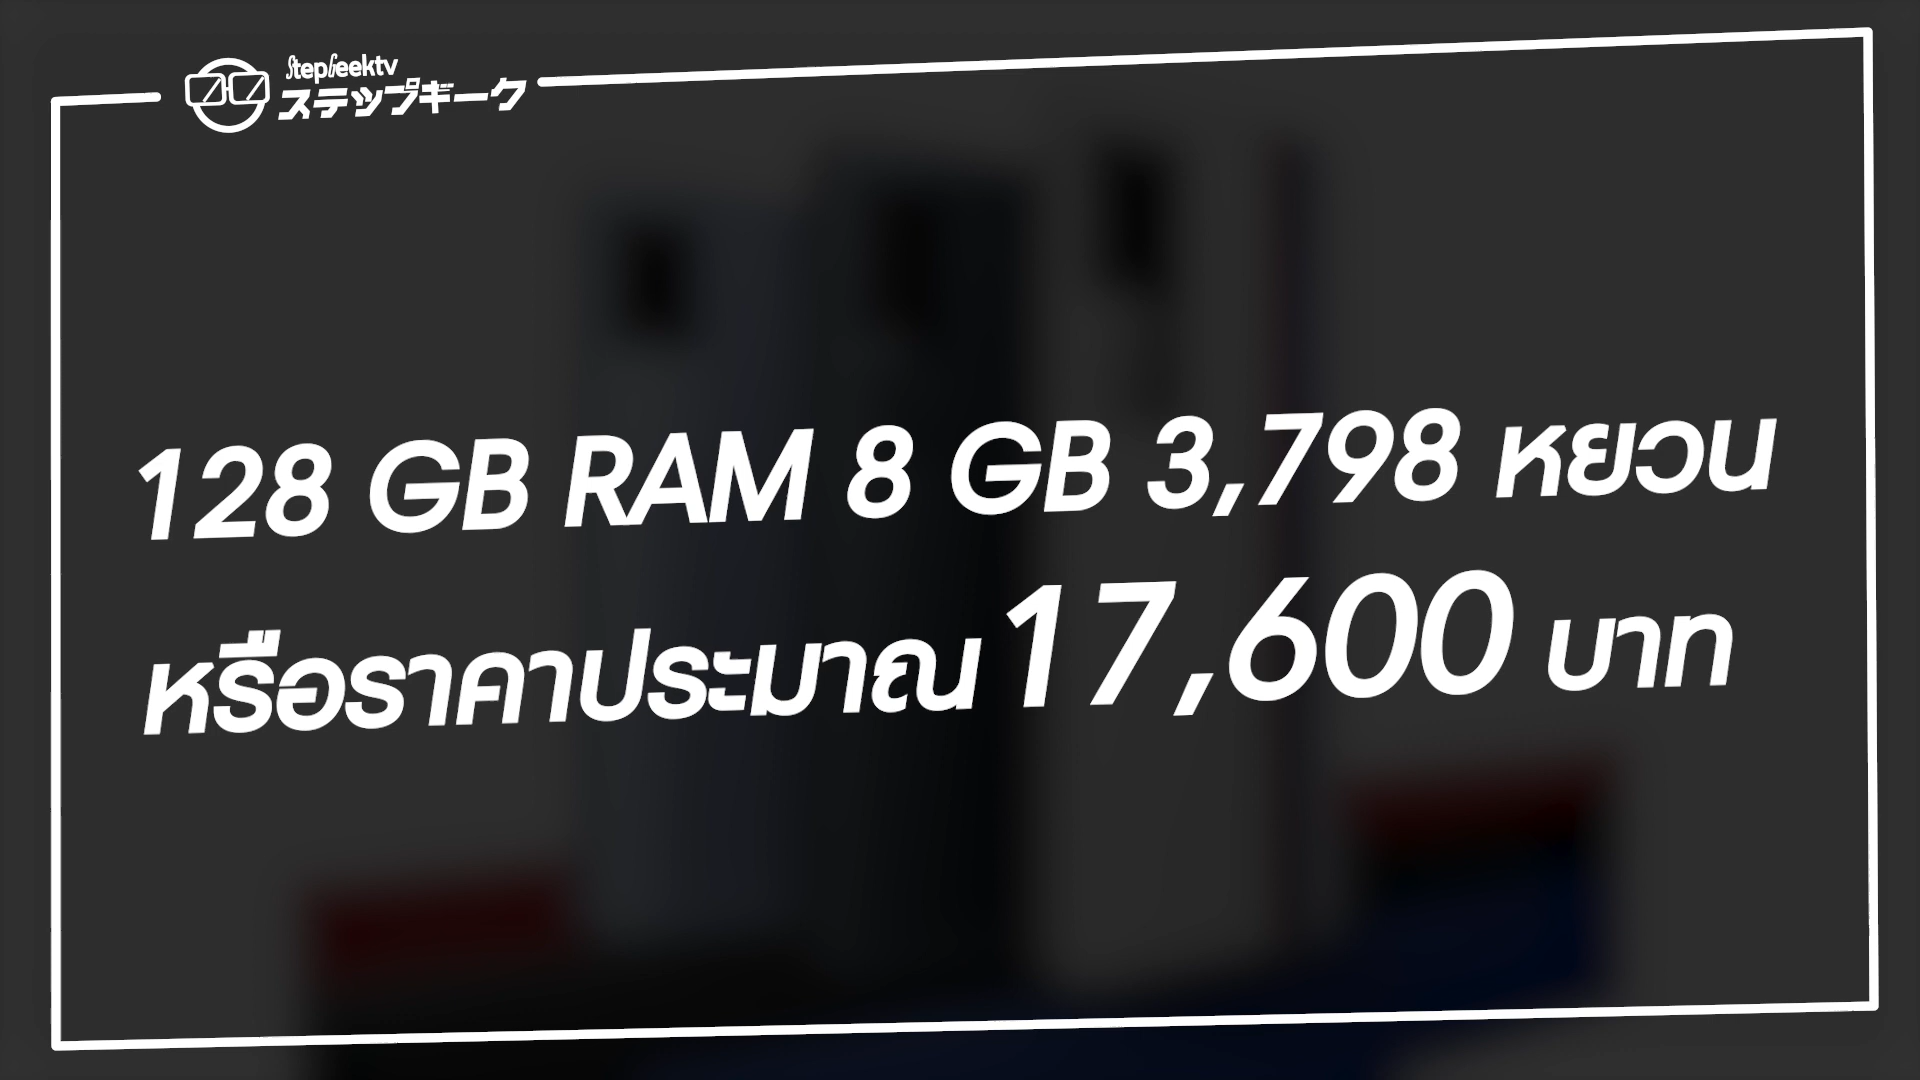 StepGeektv
ステップギーク
128 GB RAM 8 GB 3,798 หยวน
หรือราคาประมาณ 17,600 บาท